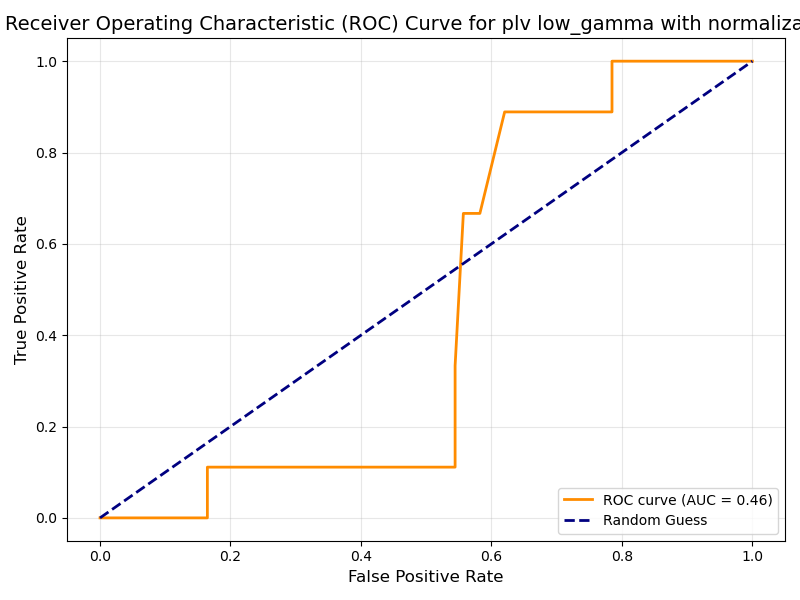 Receiver Operating Characteristic (ROC) Curve for plv low_gamma with normaliza
1.0
0.8
0.6
0.4
0.2
0.0
True Positive Rate
ROC curve (AUC = 0.46)
Random Guess
0.0 0.2 0.4 0.6 0.8 1.0
False Positive Rate